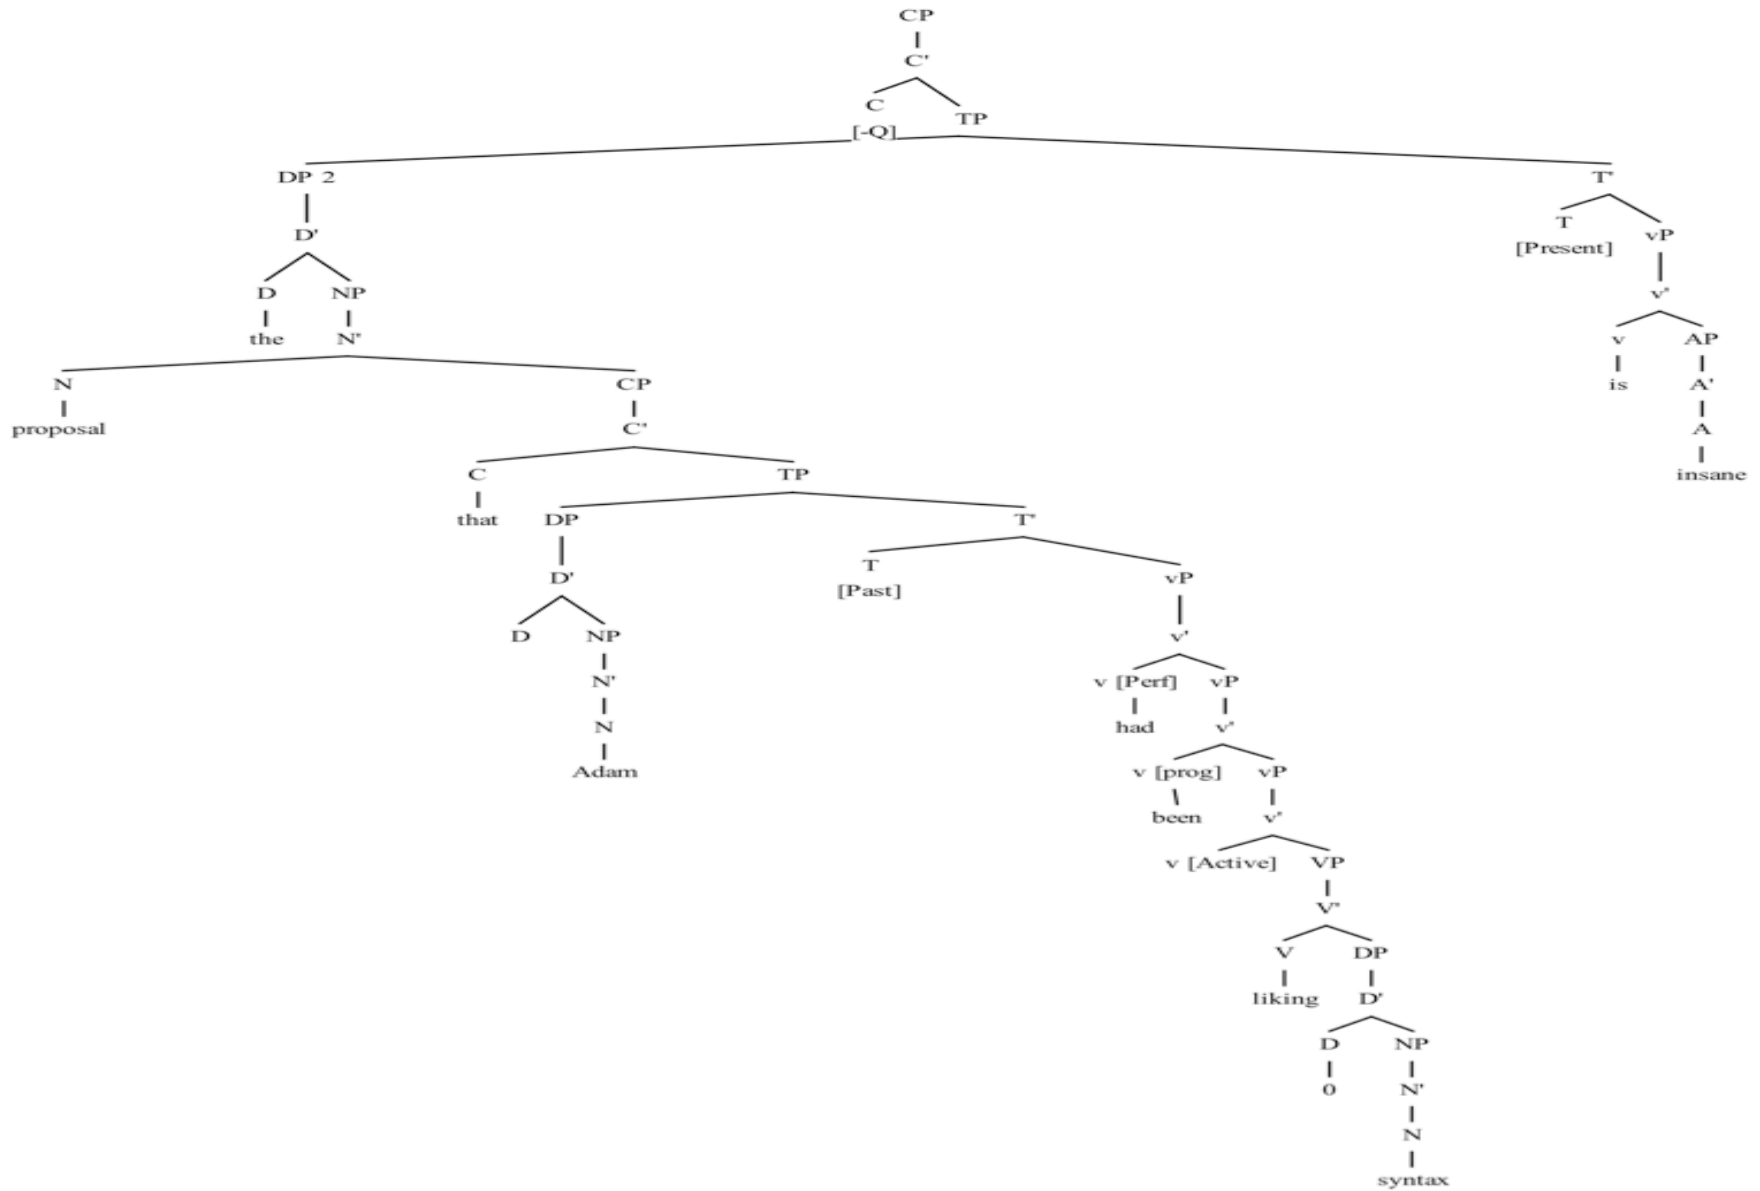 CP
C'
C
TP
[-Q]
DP 2 T'
T
D' [Present] vP
D NP v'
the N' v AP
N CP is A'
proposal C' A
C TP insane
that DP T'
T
D' [Past] vP
D NP v'
N' v [Perf] vP
N had v'
Adam v [prog] vP
been v'
v [Active] VP
V'
V DP
liking D'
D NP
0 N'
N
syntax